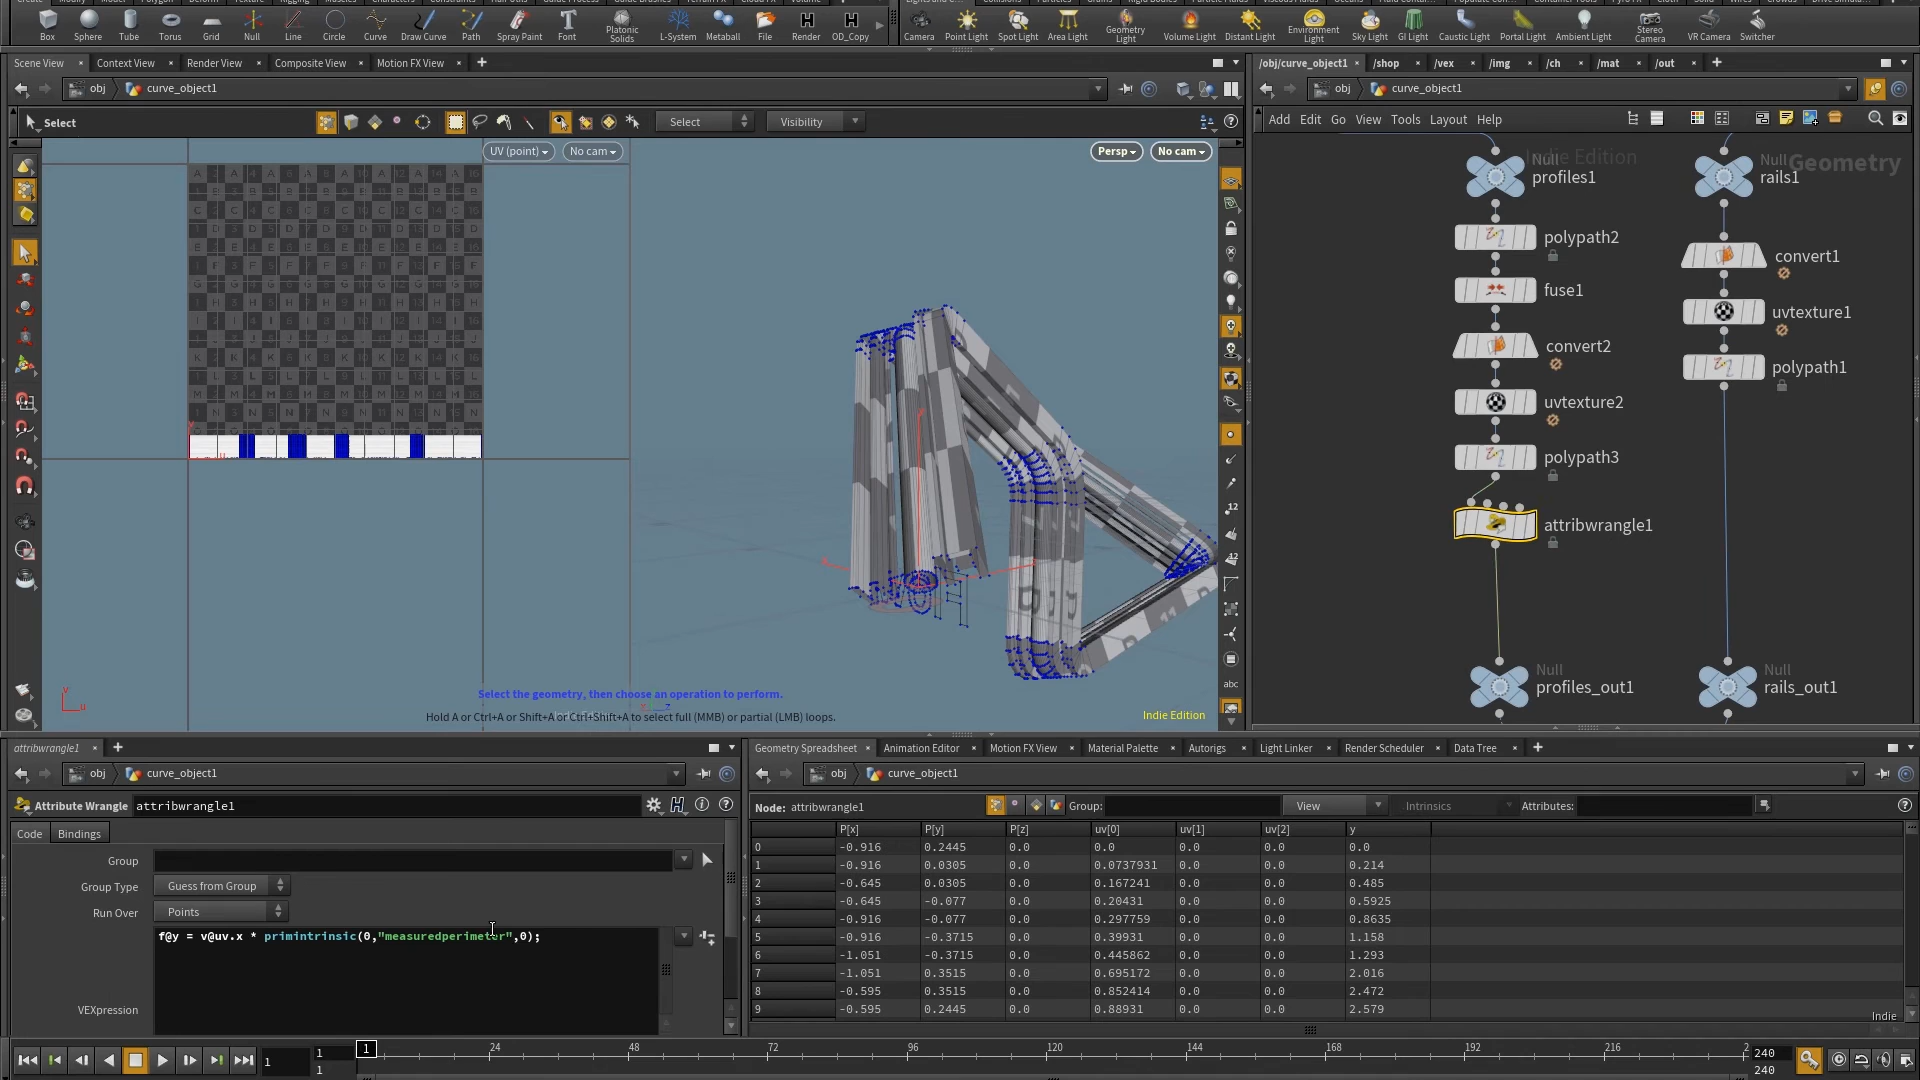 Box
Sphere
Tube
Torus
Grid
Null
Line
Circle
Curve
Draw Curve
Path
Spray Paint
Font
Platonic
Solids
L-System
Metaball
File
Render
OD_Copy
Camera
Point Light
Spot Light
Area Light
Geometry
Light
Volume Light
Distant Light
Environment
Light
Sky Light
GI Light
Caustic Light
Portal Light
Ambient Light
Stereo
Camera
VR Camera
Switcher
Scene View
Context View
Render View
Composite View
Motion FX View
/obj/curve_object1
/shop
/vex
/img
/ch
/mat
/out
obj
curve_object1
obj
curve_object1
Select
Select
Visibility
Add
Edit
Go
View
Tools
Layout
Help
UV (point)
No cam
Persp
No cam
Indie Edition
Geometry
Null
profiles1
Null
rails1
polypath2
convert1
fuse1
uvtexture1
convert2
polypath1
uvtexture2
polypath3
attribwrangle1
Null
profiles_out1
Null
rails_out1
Select the geometry, then choose an operation to perform.
Hold A or Ctrl+A or Shift+A or Ctrl+Shift+A to select full (MMB) or partial (LMB) loops.
Indie Edition
12
12
abc
attribwrangle1
Geometry Spreadsheet
Animation Editor
Motion FX View
Material Palette
Autorigs
Light Linker
Render Scheduler
Data Tree
obj
curve_object1
obj
curve_object1
Attribute Wrangle
attribwrangle1
Node: attribwrangle1
Group:
View
Intrinsics
Attributes:
Code
Bindings
Group
Group Type
Guess from Group
Run Over
Points
f@y = v@uv.x * primintrinsic(0,"measuredperimeter",0);
VEXpression
P[x] P[y] P[z] uv[0] uv[1] uv[2] y
0 -0.916 0.2445 0.0 0.0 0.0 0.0 0.0
1 -0.916 0.0305 0.0 0.0737931 0.0 0.0 0.214
2 -0.645 0.0305 0.0 0.167241 0.0 0.0 0.485
3 -0.645 -0.077 0.0 0.20431 0.0 0.0 0.5925
4 -0.916 -0.077 0.0 0.297759 0.0 0.0 0.8635
5 -0.916 -0.3715 0.0 0.39931 0.0 0.0 1.158
6 -1.051 -0.3715 0.0 0.445862 0.0 0.0 1.293
7 -1.051 0.3515 0.0 0.695172 0.0 0.0 2.016
8 -0.595 0.3515 0.0 0.852414 0.0 0.0 2.472
9 -0.595 0.2445 0.0 0.88931 0.0 0.0 2.579
Indie
1
1
1
1
24
48
72
96
120
144
168
192
216
2
240
240